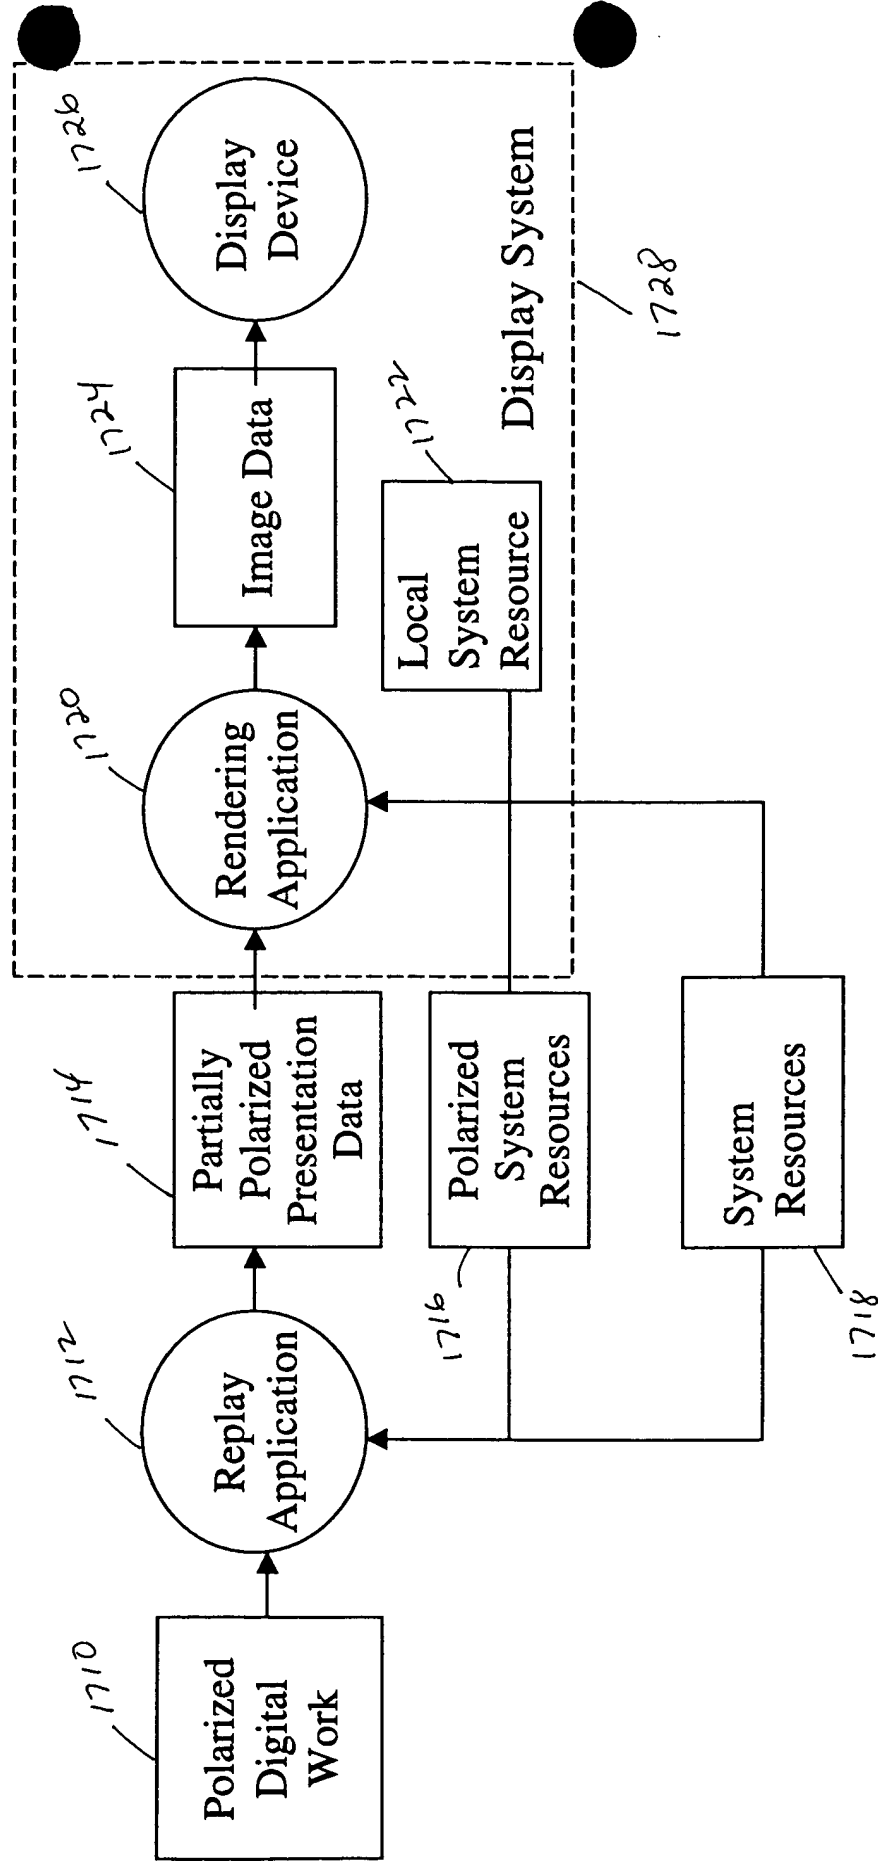 1710
Polarized
Digital
Work
1712
Replay
Application
1714
Partially
Polarized
Presentation
Data
1716
Polarized
System
Resources
1718
System
Resources
1720
Rendering
Application
1722
Local
System
Resource
1724
Image Data
1726
Display
Device
Display System
1728